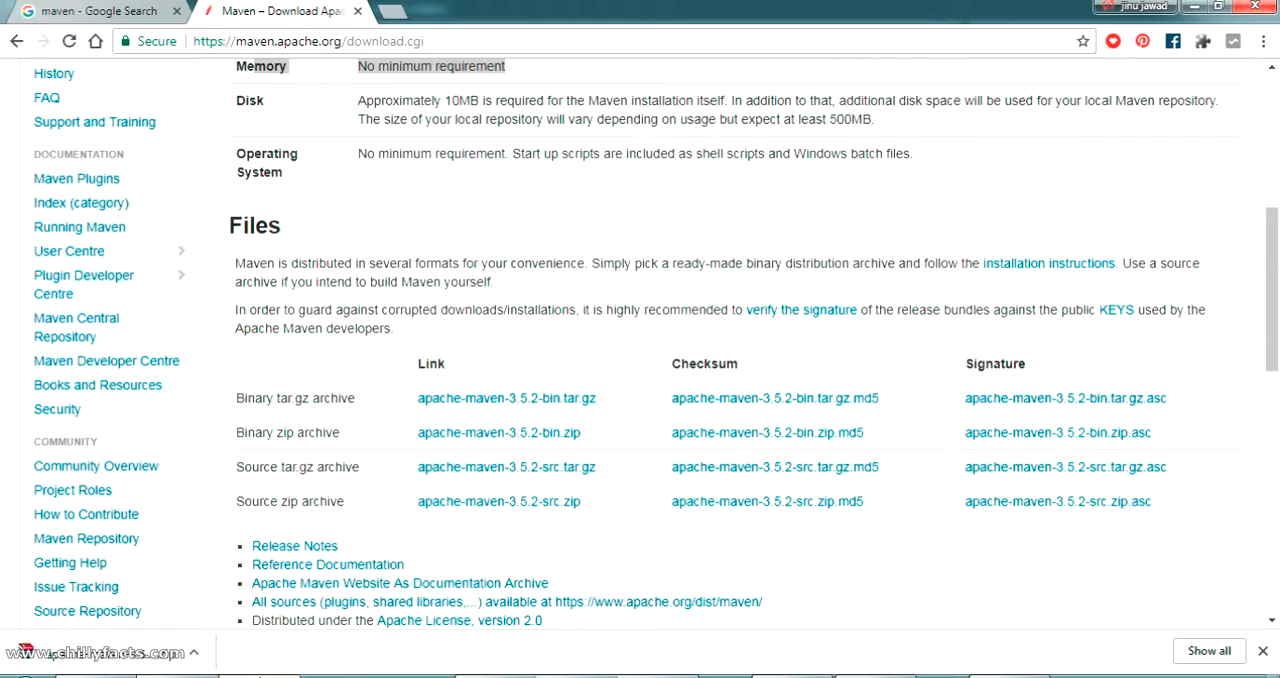 maven - Google Search
Maven – Download Apac
jinu jawad
Secure
https://maven.apache.org/download.cgi
History
FAQ
Support and Training
DOCUMENTATION
Maven Plugins
Index (category)
Running Maven
User Centre
Plugin Developer
Centre
Maven Central
Repository
Maven Developer Centre
Books and Resources
Security
COMMUNITY
Community Overview
Project Roles
How to Contribute
Maven Repository
Getting Help
Issue Tracking
Source Repository
Memory No minimum requirement
Disk Approximately 10MB is required for the Maven installation itself. In addition to that, additional disk space will be used for your local Maven repository.
The size of your local repository will vary depending on usage but expect at least 500MB.
Operating No minimum requirement. Start up scripts are included as shell scripts and Windows batch files.
System
Files
Maven is distributed in several formats for your convenience. Simply pick a ready-made binary distribution archive and follow the installation instructions. Use a source
archive if you intend to build Maven yourself.
In order to guard against corrupted downloads/installations, it is highly recommended to verify the signature of the release bundles against the public KEYS used by the
Apache Maven developers.
Link Checksum Signature
Binary tar.gz archive apache-maven-3.5.2-bin.tar.gz apache-maven-3.5.2-bin.tar.gz.md5 apache-maven-3.5.2-bin.tar.gz.asc
Binary zip archive apache-maven-3.5.2-bin.zip apache-maven-3.5.2-bin.zip.md5 apache-maven-3.5.2-bin.zip.asc
Source tar.gz archive apache-maven-3.5.2-src.tar.gz apache-maven-3.5.2-src.tar.gz.md5 apache-maven-3.5.2-src.tar.gz.asc
Source zip archive apache-maven-3.5.2-src.zip apache-maven-3.5.2-src.zip.md5 apache-maven-3.5.2-src.zip.asc
Release Notes
Reference Documentation
Apache Maven Website As Documentation Archive
All sources (plugins, shared libraries,...) available at https://www.apache.org/dist/maven/
Distributed under the Apache License, version 2.0
www.chillyfacts.com
Show all